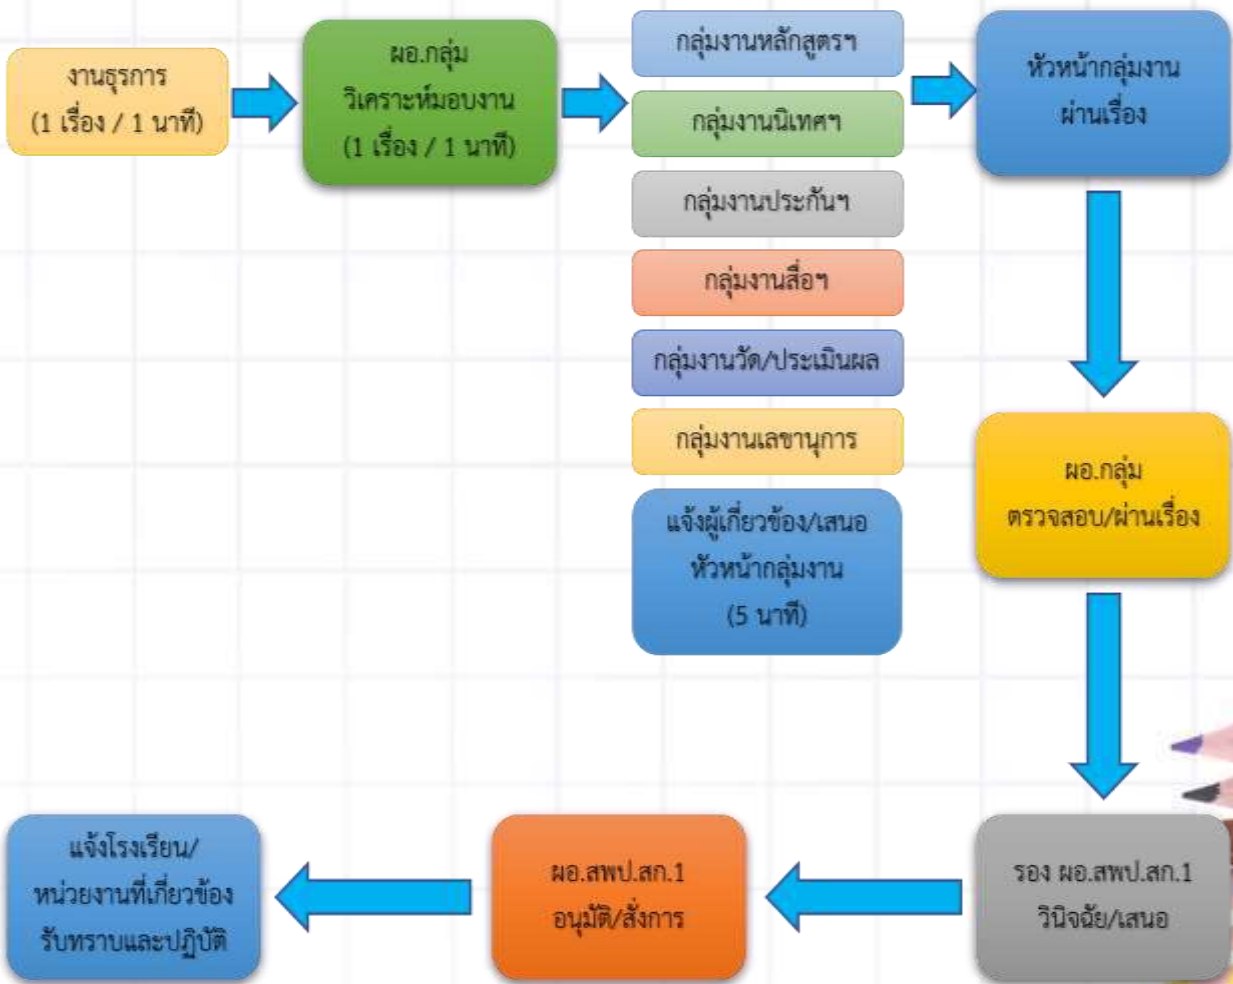 งานธุรการ
(1 เรื่อง / 1 นาที)
ผอ.กลุ่ม
วิเคราะห์มอบงาน
(1 เรื่อง / 1 นาที)
กลุ่มงานหลักสูตรฯ
กลุ่มงานนิเทศฯ
กลุ่มงานประกันฯ
กลุ่มงานสื่อฯ
กลุ่มงานวัด/ประเมินผล
กลุ่มงานเลขานุการ
แจ้งผู้เกี่ยวข้อง/เสนอ
หัวหน้ากลุ่มงาน
(5 นาที)
หัวหน้ากลุ่มงาน
ผ่านเรื่อง
ผอ.กลุ่ม
ตรวจสอบ/ผ่านเรื่อง
รอง ผอ.สพป.สก.1
วินิจฉัย/เสนอ
ผอ.สพป.สก.1
อนุมัติ/สั่งการ
แจ้งโรงเรียน/
หน่วยงานที่เกี่ยวข้อง
รับทราบและปฏิบัติ